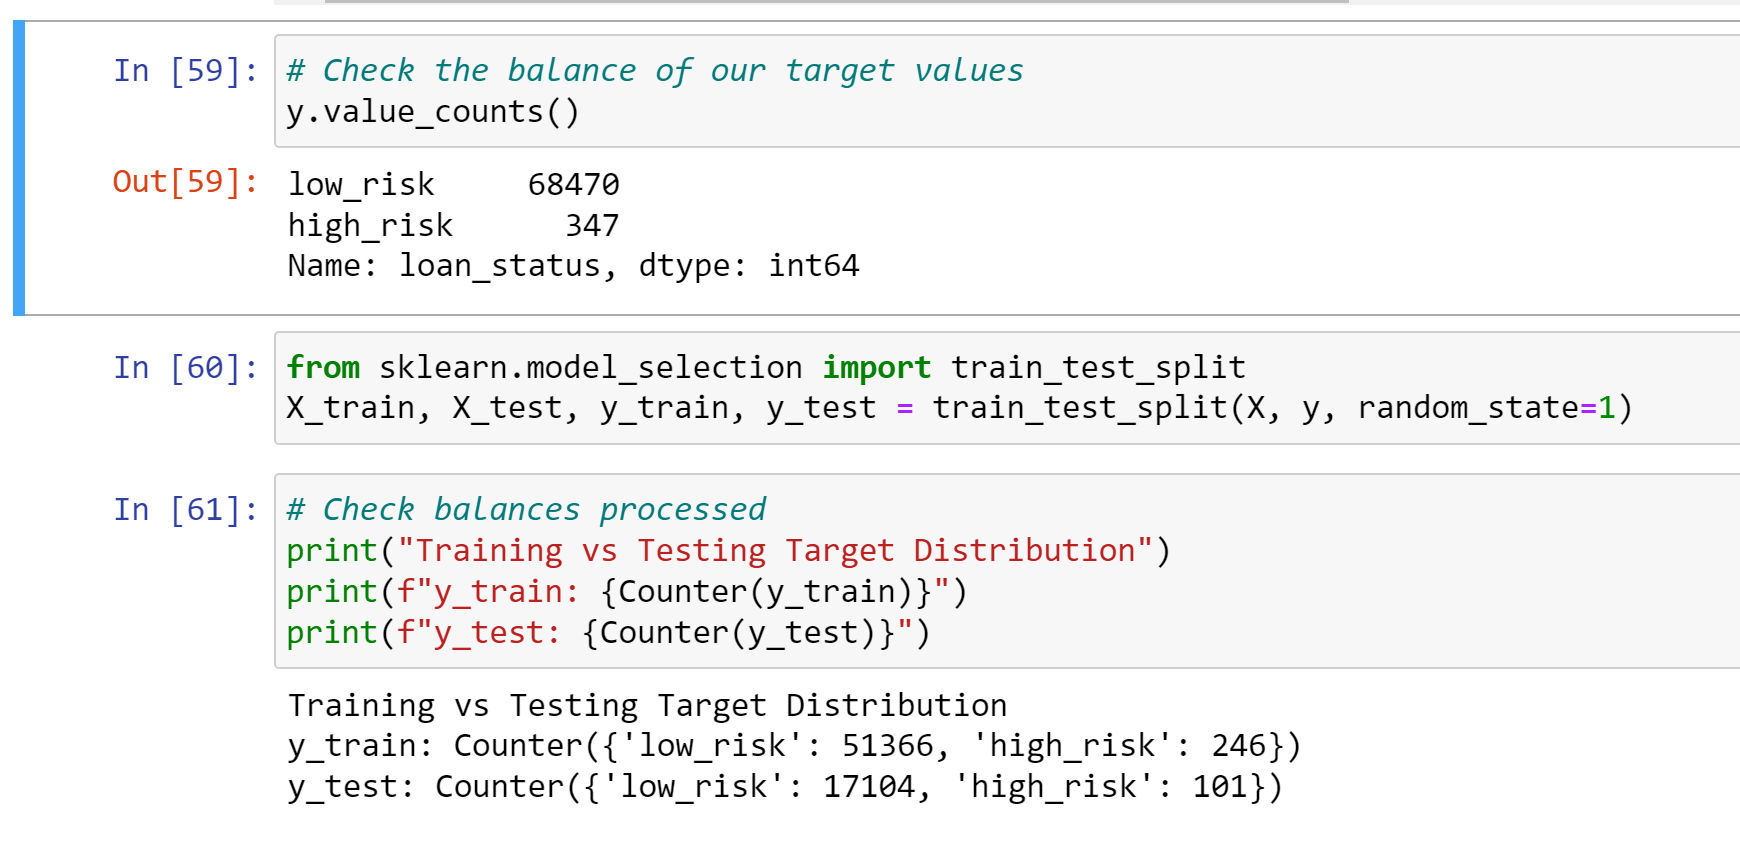 In [59]: # Check the balance of our target values
y.value_counts()
Out[59]: low_risk     68470
high_risk      347
Name: loan_status, dtype: int64
In [60]: from sklearn.model_selection import train_test_split
X_train, X_test, y_train, y_test = train_test_split(X, y, random_state=1)
In [61]: # Check balances processed
print("Training vs Testing Target Distribution")
print(f"y_train: {Counter(y_train)}")
print(f"y_test: {Counter(y_test)}")
Training vs Testing Target Distribution
y_train: Counter({'low_risk': 51366, 'high_risk': 246})
y_test: Counter({'low_risk': 17104, 'high_risk': 101})